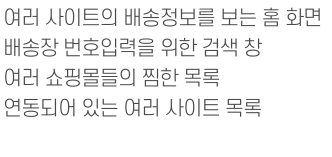 여러 사이트의 배송정보를 보는 홈 화면
배송장 번호입력을 위한 검색 창
여러 쇼핑몰들의 찜한 목록
연동되어 있는 여러 사이트 목록